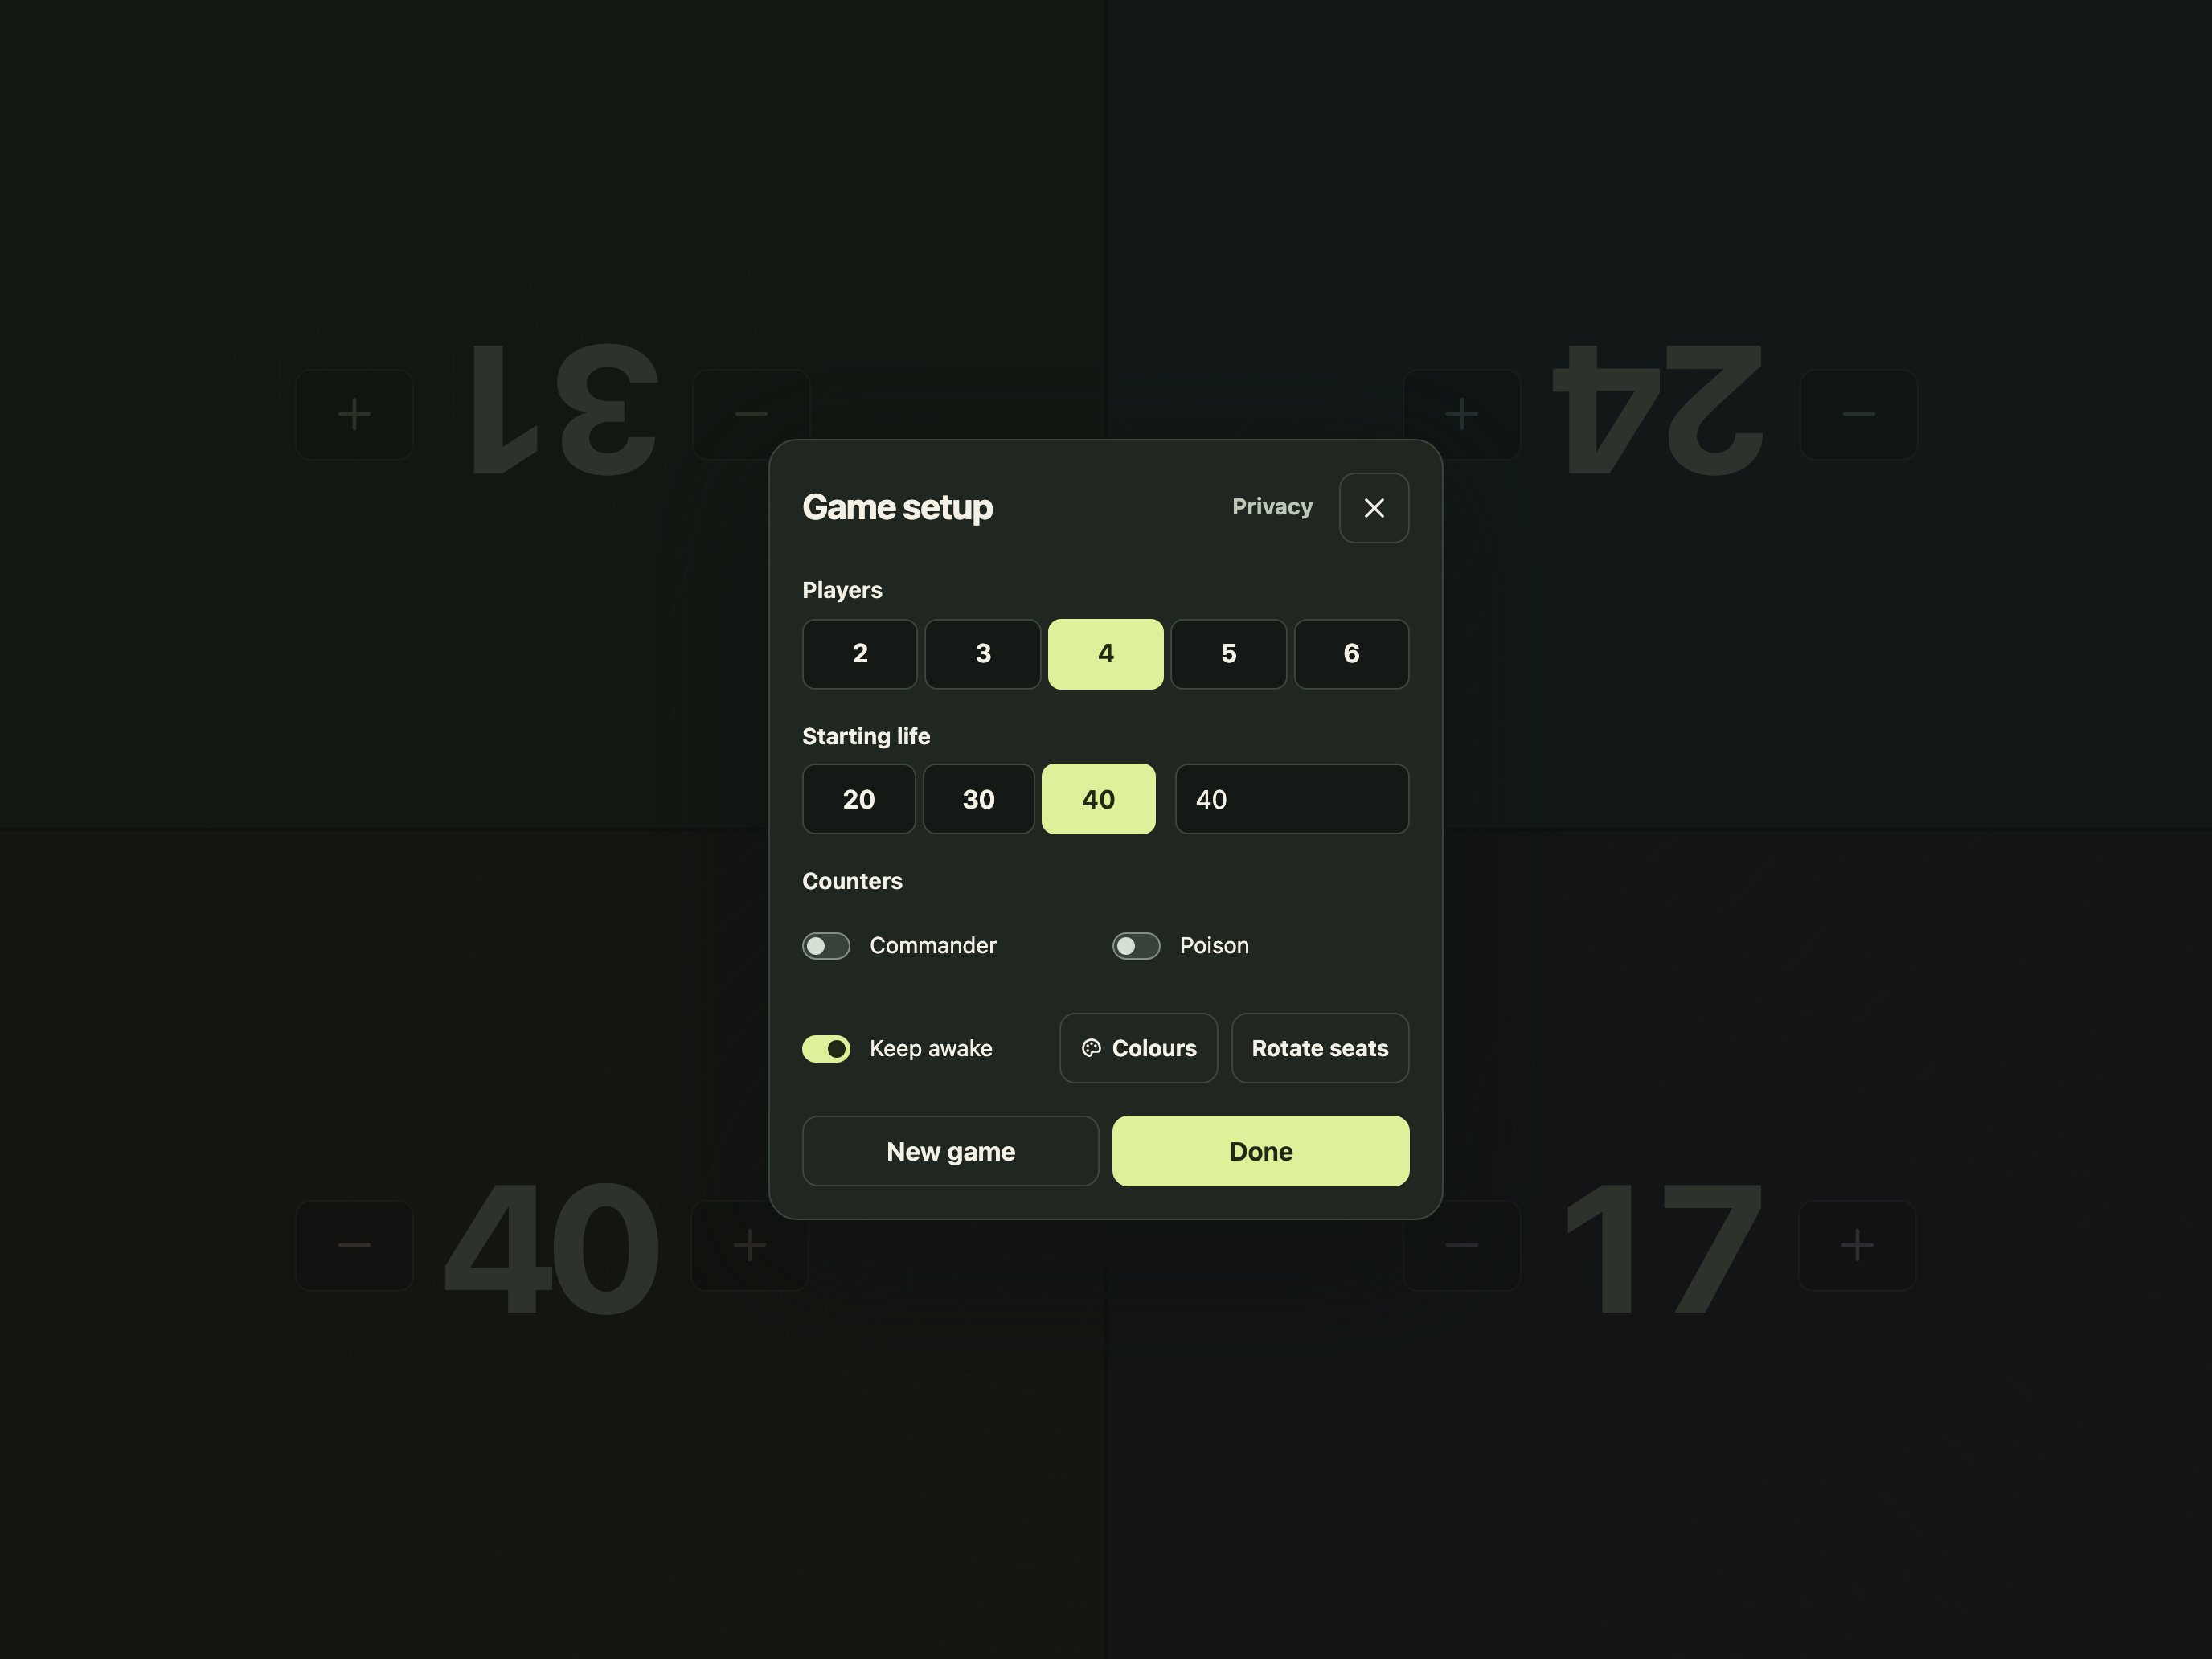 31 24
Game setup Privacy
Players
2 3 4 5 6
Starting life
20 30 40 40
Counters
Commander Poison
Keep awake Colours Rotate seats
New game Done
40 17